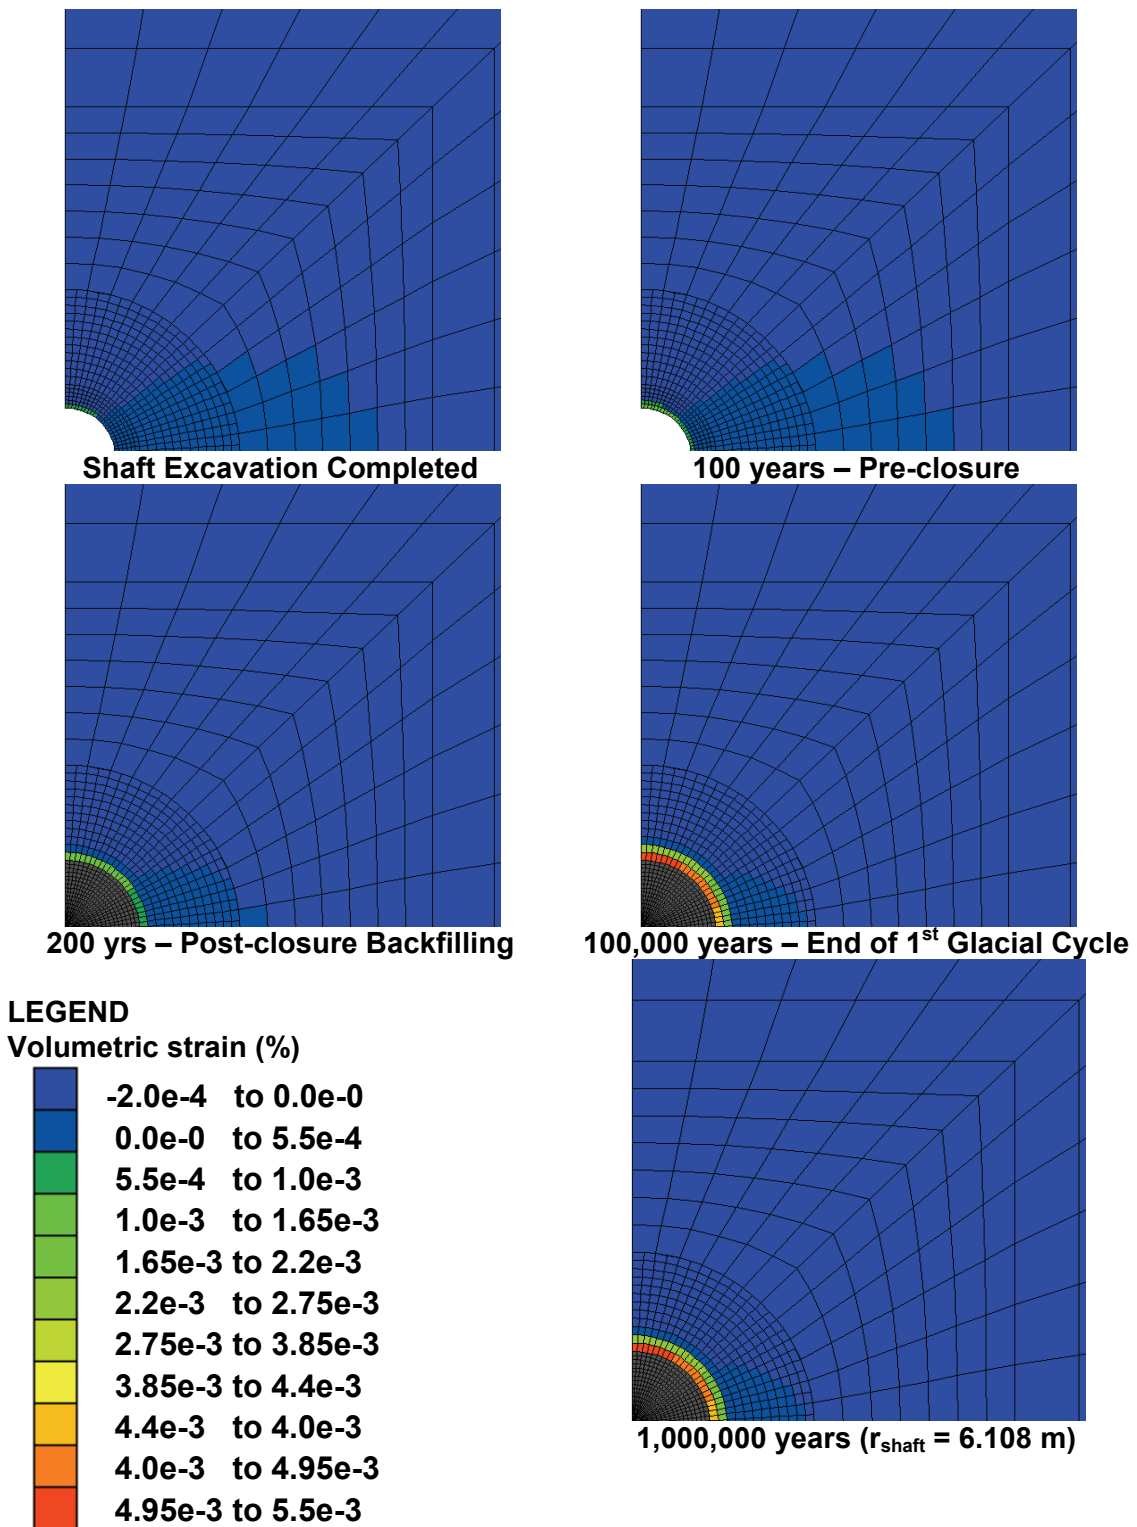 Shaft Excavation Completed
100 years – Pre-closure
200 yrs – Post-closure Backfilling
100,000 years – End of 1st Glacial Cycle
LEGEND
Volumetric strain (%)
-2.0e-4 to 0.0e-0
0.0e-0 to 5.5e-4
5.5e-4 to 1.0e-3
1.0e-3 to 1.65e-3
1.65e-3 to 2.2e-3
2.2e-3 to 2.75e-3
2.75e-3 to 3.85e-3
3.85e-3 to 4.4e-3
4.4e-3 to 4.0e-3
4.0e-3 to 4.95e-3
4.95e-3 to 5.5e-3
1,000,000 years (rshaft = 6.108 m)